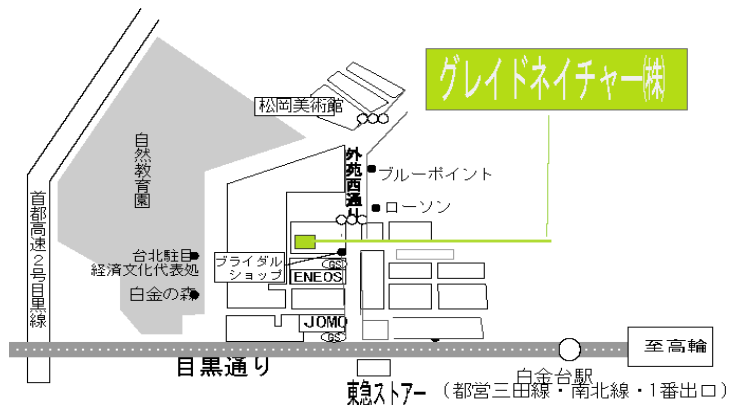 グレイドネイチャー㈱
松岡美術館
自然教育園
外苑西通り
ブルーポイント
ローソン
首都高速2号目黒線
台北駐日
経済文化代表処
ブライダル
ショップ
GS
ENEOS
白金の森
JOMO
GS
至高輪
目黒通り
白金台駅
東急ストアー
（都営三田線・南北線・1番出口）